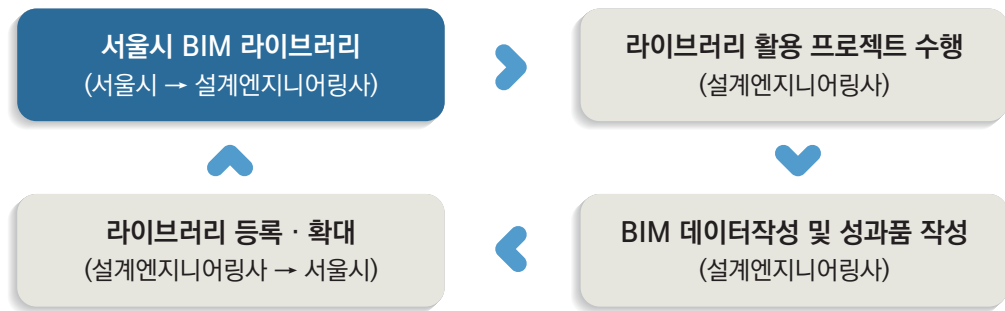 서울시 BIM 라이브러리
(서울시 → 설계엔지니어링사)
라이브러리 활용 프로젝트 수행
(설계엔지니어링사)
라이브러리 등록 · 확대
(설계엔지니어링사 → 서울시)
BIM 데이터작성 및 성과품 작성
(설계엔지니어링사)